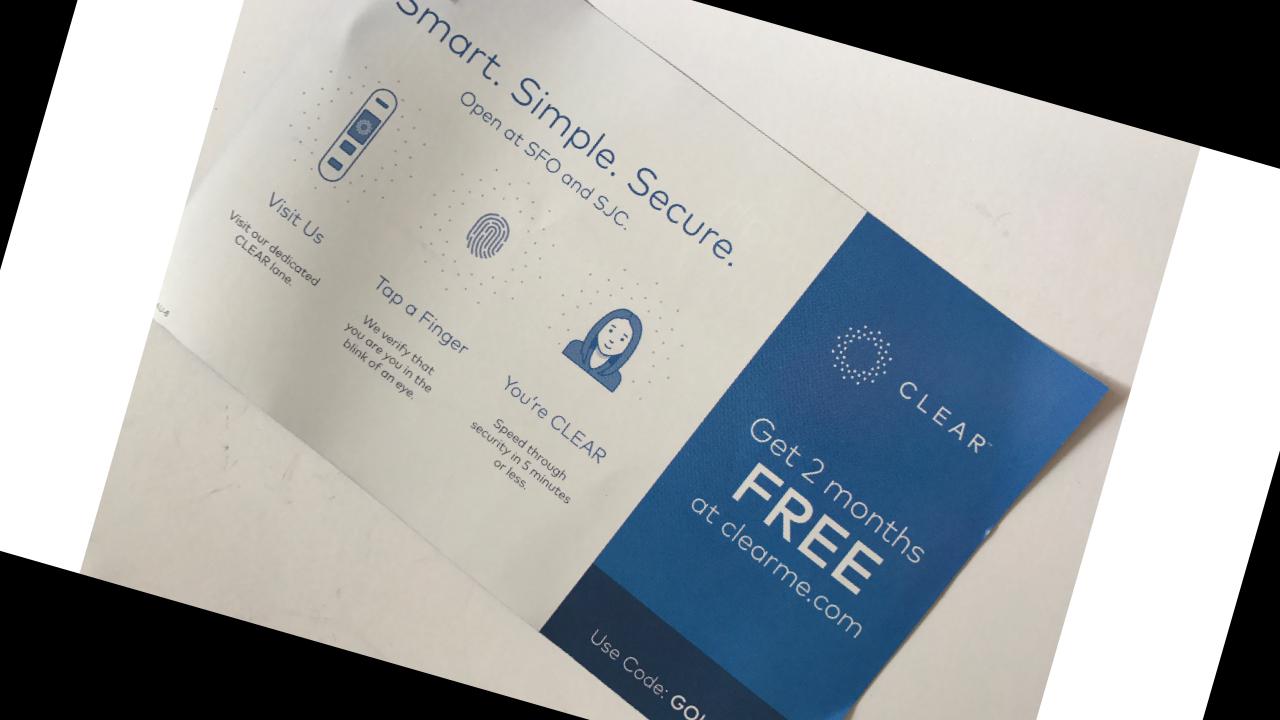 Smart. Simple. Secure.
Open at SFO and SJC.
Visit Us
Visit our dedicated
CLEAR lane.
Tap a Finger
We verify that
you are you in the
blink of an eye.
You're CLEAR
Speed through
security in 5 minutes
or less.
CLEAR
Get 2 months
FREE
at clearme.com
Use Code: